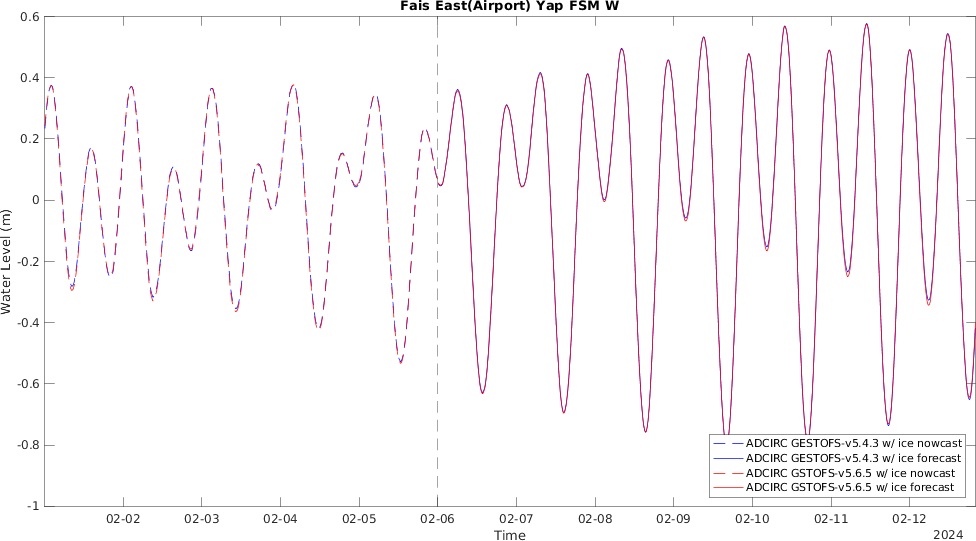 Fais East(Airport) Yap FSM W
Water Level (m)
0.6
0.4
0.2
0
-0.2
-0.4
-0.6
-0.8
-1
ADCIRC GESTOFS-v5.4.3 w/ ice nowcast
ADCIRC GESTOFS-v5.4.3 w/ ice forecast
ADCIRC GSTOFS-v5.6.5 w/ ice nowcast
ADCIRC GSTOFS-v5.6.5 w/ ice forecast
02-02 02-03 02-04 02-05 02-06 02-07 02-08 02-09 02-10 02-11 02-12
Time
2024